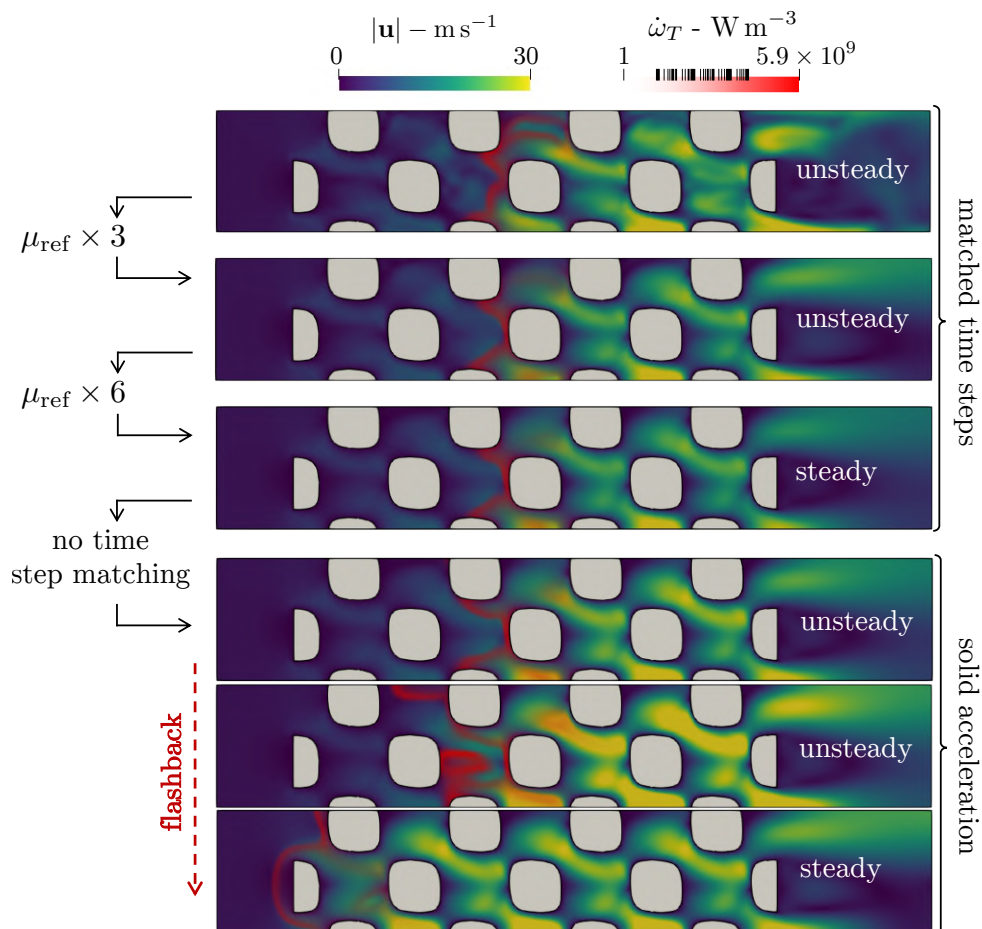 |u| − m s⁻¹
ω̇_T - W m⁻³
0
30
1
5.9 × 10⁹
unsteady
μ_ref × 3
unsteady
μ_ref × 6
steady
matched time steps
no time
step matching
unsteady
unsteady
steady
flashback
solid acceleration